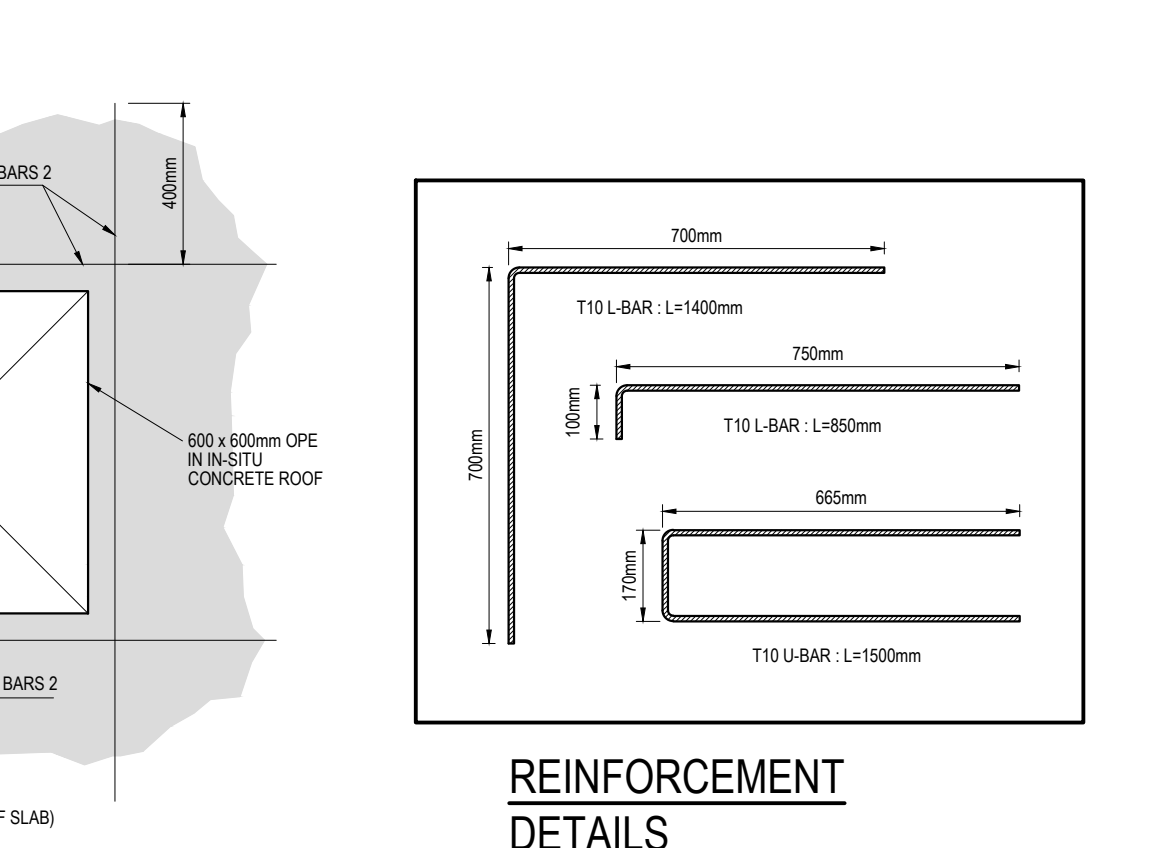 BARS 2
400mm
600 x 600mm OPE
IN IN-SITU
CONCRETE ROOF
BARS 2
SLAB)
700mm
T10 L-BAR : L=1400mm
700mm
750mm
100mm
T10 L-BAR : L=850mm
665mm
170mm
T10 U-BAR : L=1500mm
REINFORCEMENT
DETAILS